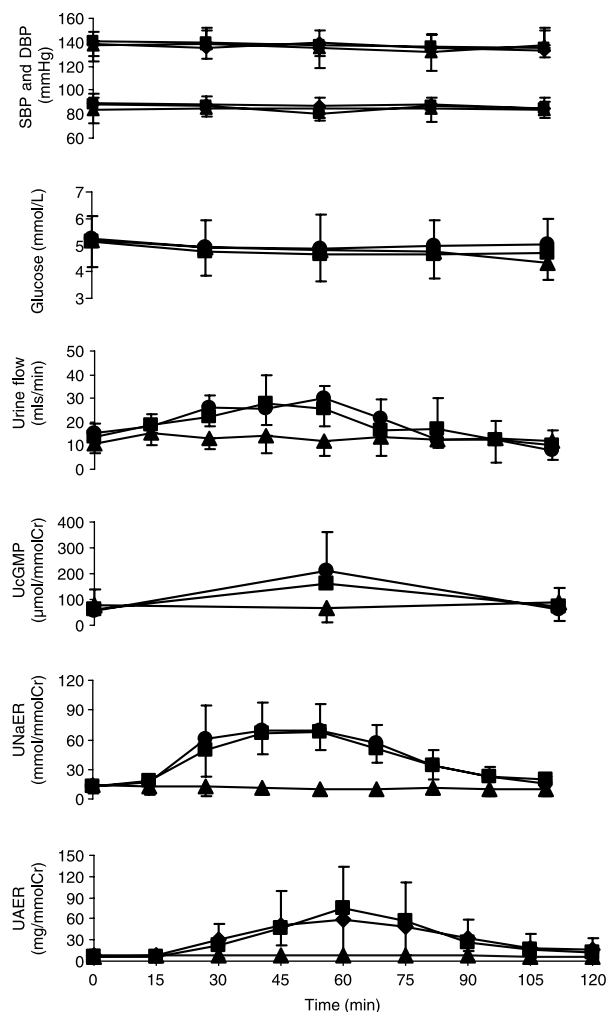 SBP and DBP
(mmHg)
160
140
120
100
80
60
Glucose (mmol/L)
7
6
5
4
3
Urine flow
(mls/min)
50
40
30
20
10
0
UcGMP
(µmol/mmolCr)
400
300
200
100
0
UNaER
(mmol/mmolCr)
120
90
60
30
0
UAER
(mg/mmolCr)
150
120
90
60
30
0
0 15 30 45 60 75 90 105 120
Time (min)